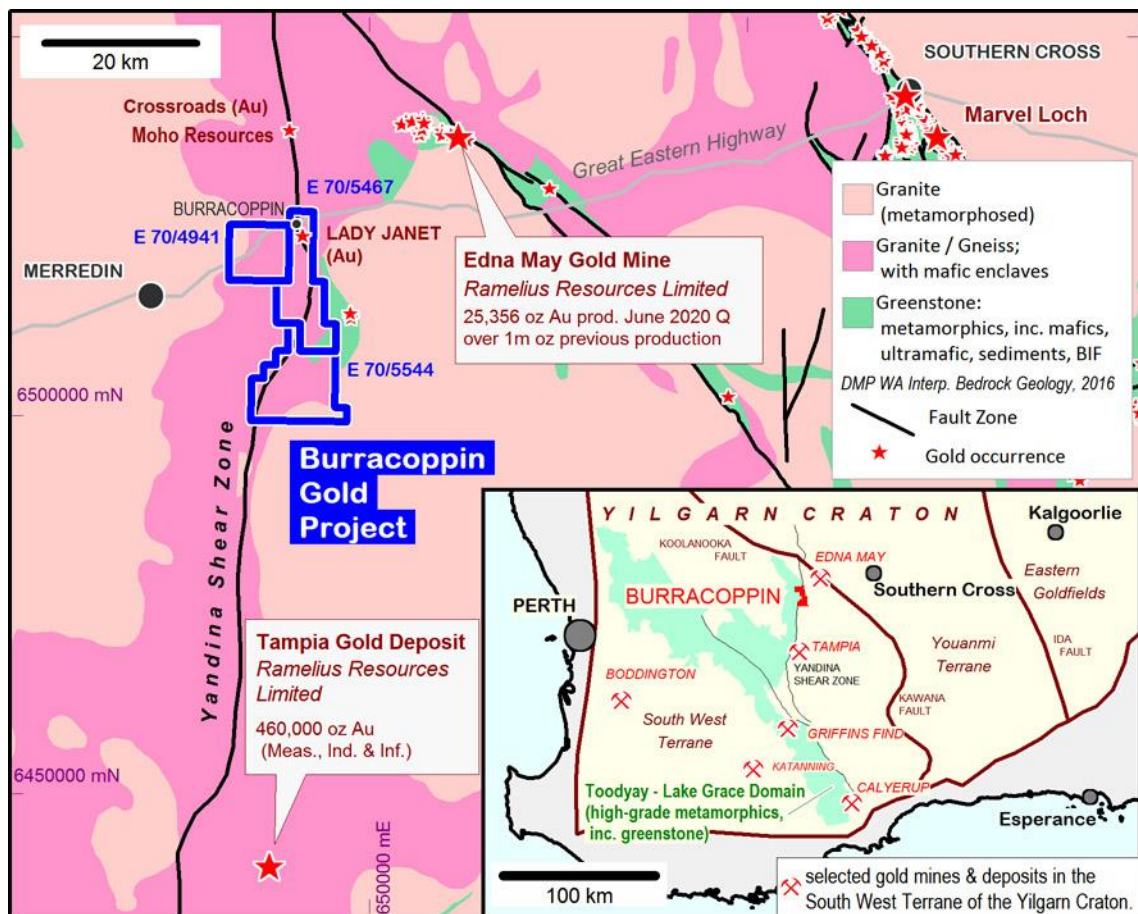 20 km
SOUTHERN CROSS
Crossroads (Au)
Moho Resources
Marvel Loch
Great Eastern Highway
E 70/5467
BURRACOPPIN
E 70/4941
LADY JANET
(Au)
MERREDIN
Edna May Gold Mine
Ramelius Resources Limited
25,356 oz Au prod. June 2020 Q
over 1m oz previous production
E 70/5544
6500000 mN
Granite
(metamorphosed)
Granite / Gneiss;
with mafic enclaves
Greenstone:
metamorphics, inc. mafics,
ultramafic, sediments, BIF
DMP WA Interp. Bedrock Geology, 2016
Fault Zone
Gold occurrence
Burracoppin
Gold
Project
Yandina Shear Zone
Tampia Gold Deposit
Ramelius Resources
Limited
460,000 oz Au
(Meas., Ind. & Inf.)
6450000 mN
650000 mE
YILGARN CRATON
KOOLANOOKA
FAULT
EDNA MAY
Kalgoorlie
Southern Cross
Eastern
Goldfields
BURRACOPPIN
PERTH
TAMPIA
YANDINA
SHEAR ZONE
Youanmi
Terrane
IDA
FAULT
BODDINGTON
KAWANA
FAULT
South West
Terrane
GRIFFINS FIND
KATANNING
CALYERUP
Toodyay - Lake Grace Domain
(high-grade metamorphics,
inc. greenstone)
Esperance
100 km
selected gold mines & deposits in the
South West Terrane of the Yilgarn Craton.